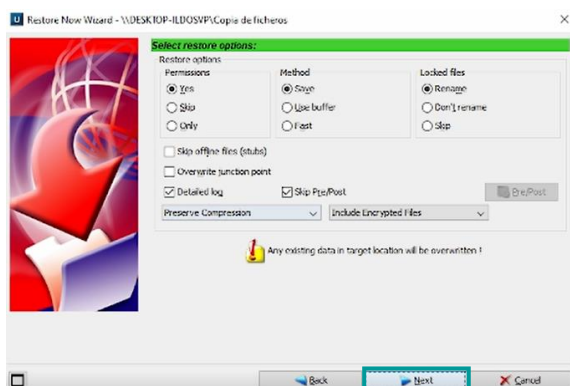 Restore Now Wizard - \\DESKTOP-ILDOSVP\Copia de ficheros
Select restore options:
Restore options
Permissions
Yes
Skip
Only
Method
Save
Use buffer
Fast
Locked files
Rename
Don't rename
Skip
Skip offline files (stubs)
Overwrite junction point
Detailed log
Skip Pre/Post
Pre/Post
Preserve Compression
Include Encrypted Files
Any existing data in target location will be overwritten !
Back
Next
Cancel